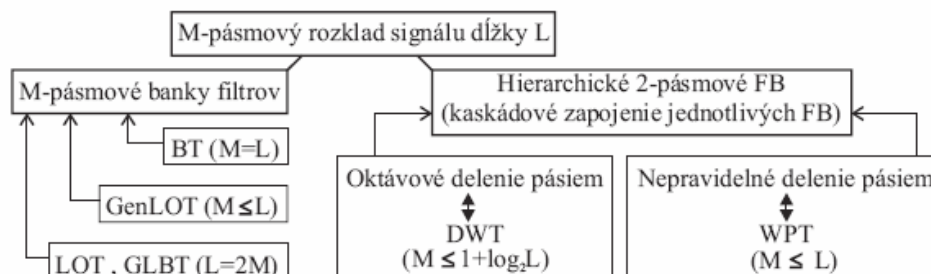 M-pásmový rozklad signálu dĺžky L
M-pásmové banky filtrov
Hierarchické 2-pásmové FB
(kaskádové zapojenie jednotlivých FB)
BT (M=L)
GenLOT (M≤L)
LOT , GLBT (L=2M)
Oktávové delenie pásiem
DWT
(M ≤ 1+log₂L)
Nepravidelné delenie pásiem
WPT
(M ≤ L)